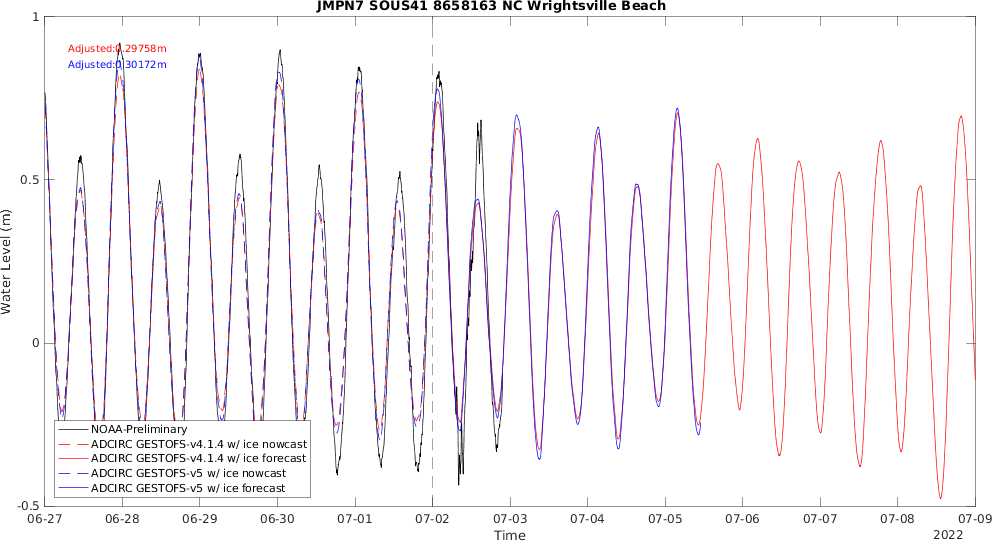 JMPN7 SOUS41 8658163 NC Wrightsville Beach
Adjusted:0.29758m
Adjusted:0.30172m
1
0.5
0
-0.5
Water Level (m)
NOAA-Preliminary
ADCIRC GESTOFS-v4.1.4 w/ ice nowcast
ADCIRC GESTOFS-v4.1.4 w/ ice forecast
ADCIRC GESTOFS-v5 w/ ice nowcast
ADCIRC GESTOFS-v5 w/ ice forecast
06-27 06-28 06-29 06-30 07-01 07-02 07-03 07-04 07-05 07-06 07-07 07-08 07-09
Time
2022